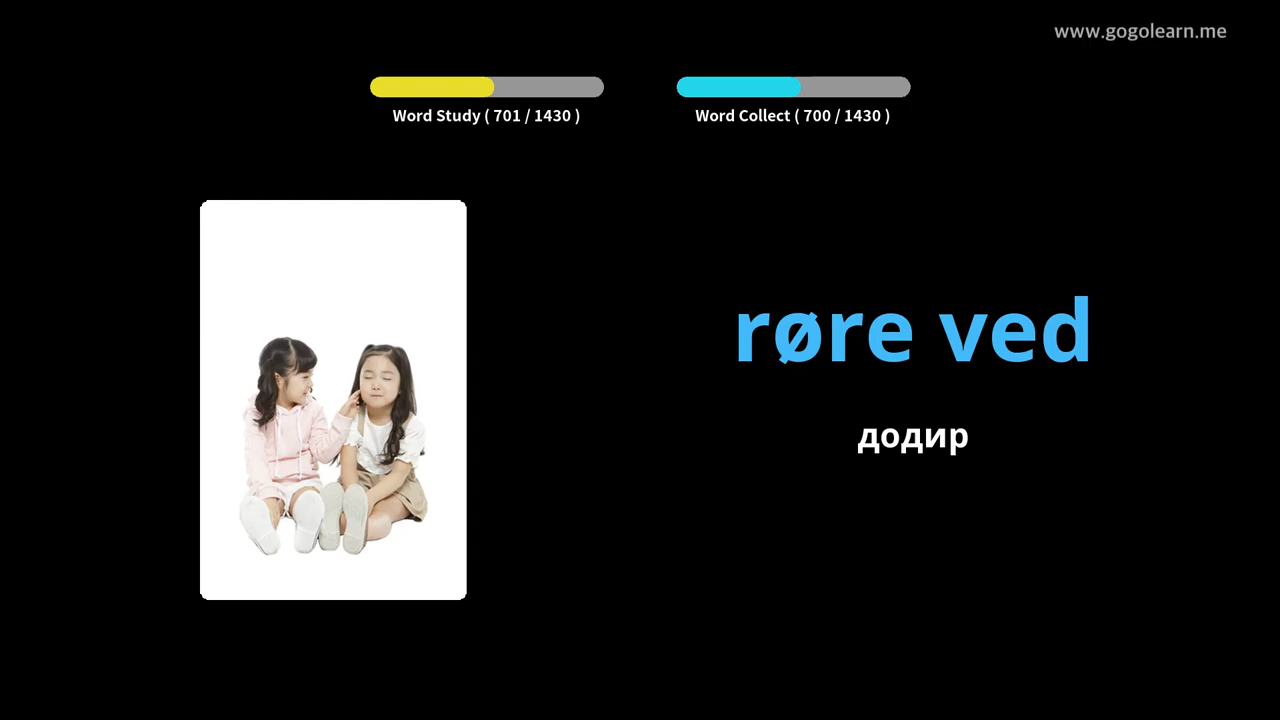 www.gogolearn.me
Word Study ( 701 / 1430 )
Word Collect ( 700 / 1430 )
røre ved
додир